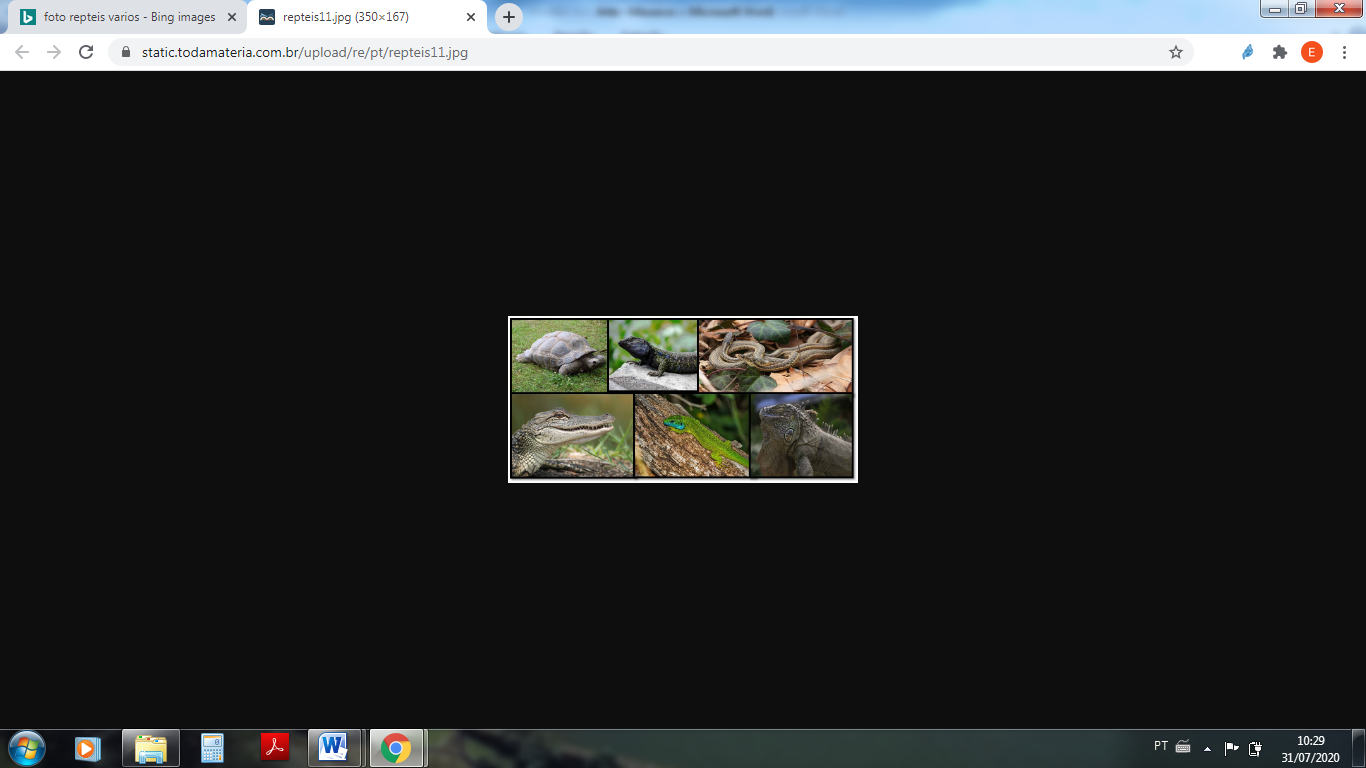 foto repteis varios - Bing images
repteis11.jpg (350×167)
static.todamateria.com.br/upload/re/pt/repteis11.jpg
E
PT
10:29
31/07/2020